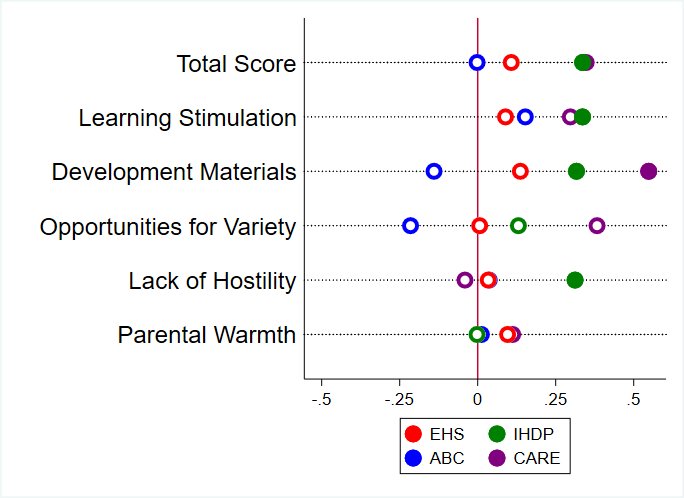 Total Score
Learning Stimulation
Development Materials
Opportunities for Variety
Lack of Hostility
Parental Warmth
-.5 -.25 0 .25 .5
EHS IHDP
ABC CARE